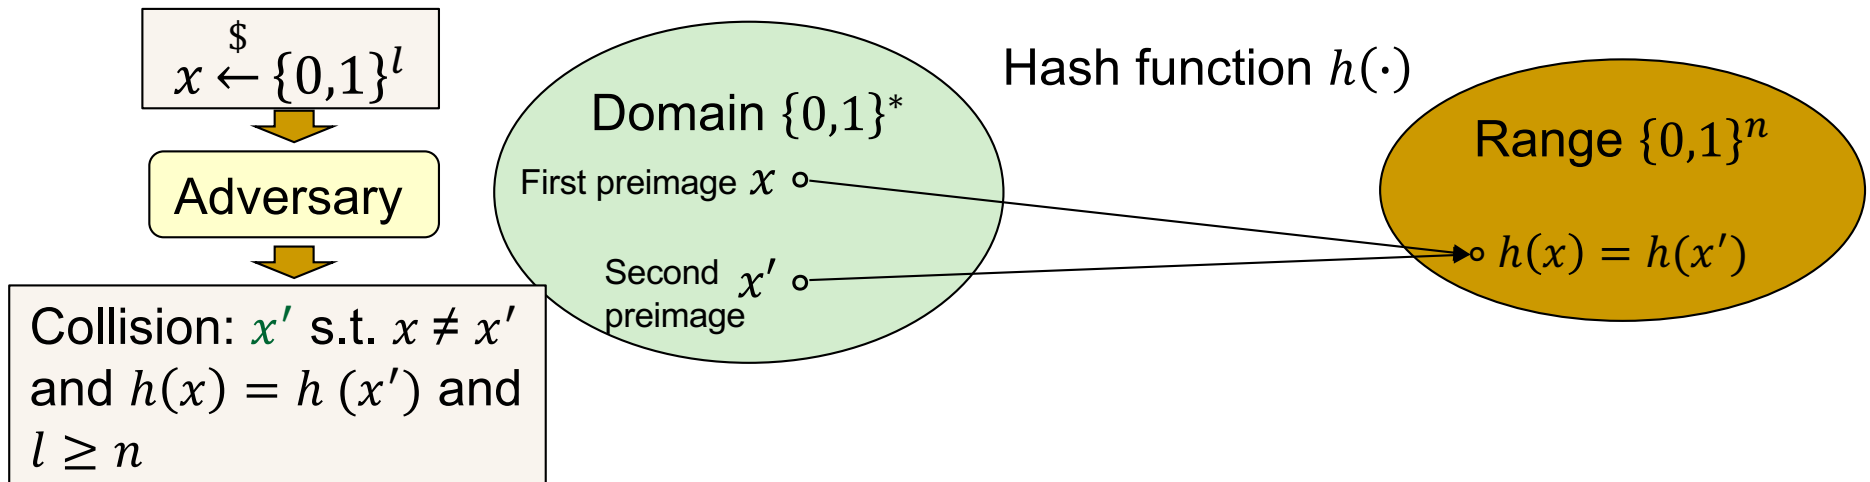 $
x ← {0,1}^l
Adversary
Collision: x′ s.t. x ≠ x′
and h(x) = h (x′) and
l ≥ n
Domain {0,1}^*
First preimage x
Second
preimage x′
Hash function h(·)
Range {0,1}^n
h(x) = h(x′)